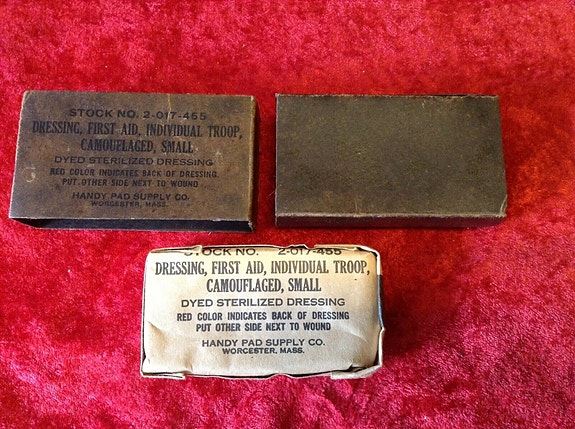 STOCK NO. 2-017-455
DRESSING, FIRST AID, INDIVIDUAL TROOP,
CAMOUFLAGED, SMALL
DYED STERILIZED DRESSING
RED COLOR INDICATES BACK OF DRESSING.
PUT OTHER SIDE NEXT TO WOUND
HANDY PAD SUPPLY CO.
WORCESTER, MASS.
STOCK NO. 2-017-455
DRESSING, FIRST AID, INDIVIDUAL TROOP,
CAMOUFLAGED, SMALL
DYED STERILIZED DRESSING
RED COLOR INDICATES BACK OF DRESSING
PUT OTHER SIDE NEXT TO WOUND
HANDY PAD SUPPLY CO.
WORCESTER, MASS.